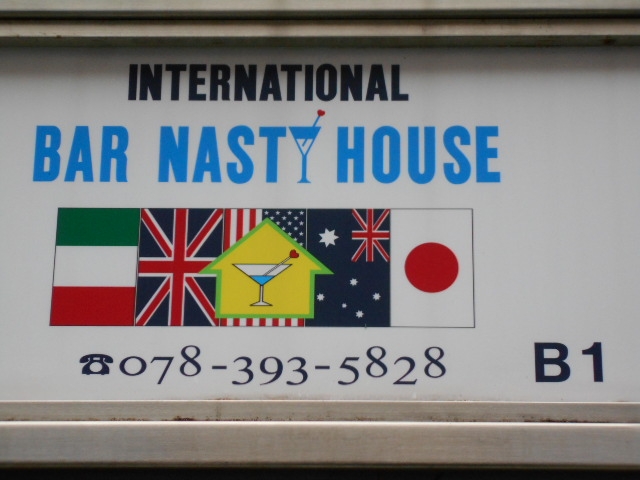 INTERNATIONAL
BAR NASTY HOUSE
☎078-393-5828
B1